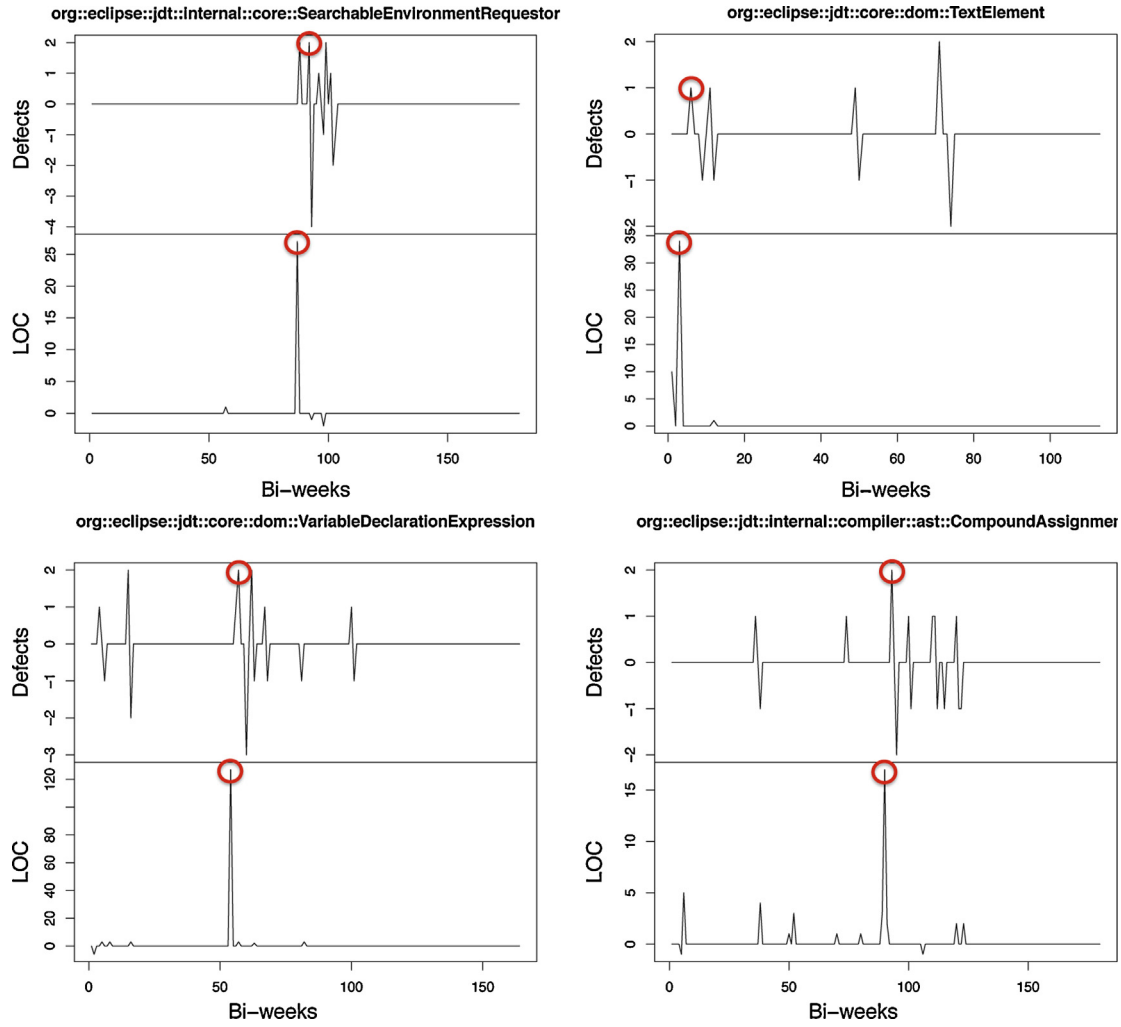 org::eclipse::jdt::internal::core::SearchableEnvironmentRequestor
Defects
2
1
0
−1
−2
−3
−4
LOC
25
20
15
10
5
0
0 50 100 150
Bi−weeks
org::eclipse::jdt::core::dom::TextElement
Defects
2
1
0
−1
−2
LOC
35
30
25
20
15
10
5
0
0 20 40 60 80 100
Bi−weeks
org::eclipse::jdt::core::dom::VariableDeclarationExpression
Defects
2
1
0
−1
−2
−3
LOC
120
80
60
40
20
0
0 50 100 150
Bi−weeks
org::eclipse::jdt::internal::compiler::ast::CompoundAssignmen
Defects
2
1
0
−1
−2
LOC
15
10
5
0
0 50 100 150
Bi−weeks